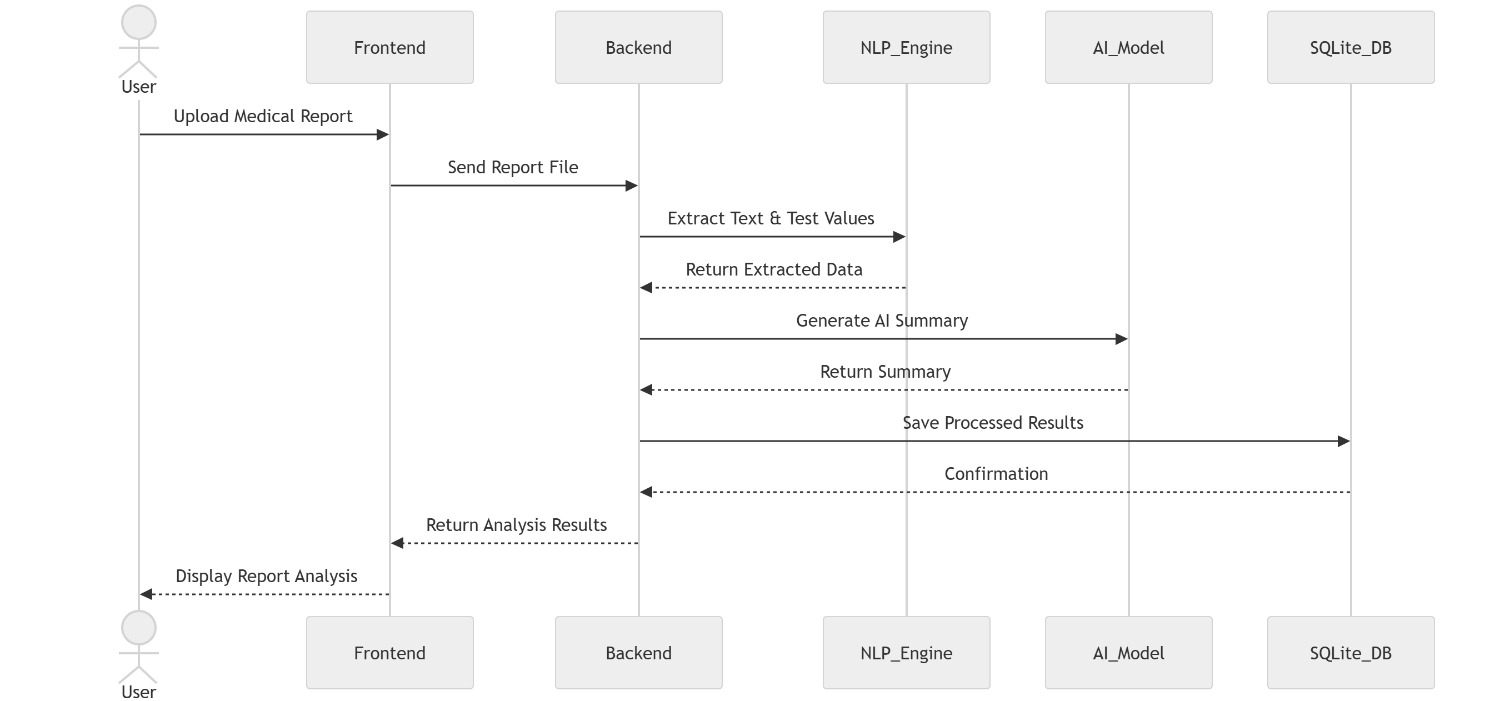 User
Frontend
Backend
NLP_Engine
AI_Model
SQLite_DB
Upload Medical Report
Send Report File
Extract Text & Test Values
Return Extracted Data
Generate AI Summary
Return Summary
Save Processed Results
Confirmation
Return Analysis Results
Display Report Analysis
User
Frontend
Backend
NLP_Engine
AI_Model
SQLite_DB